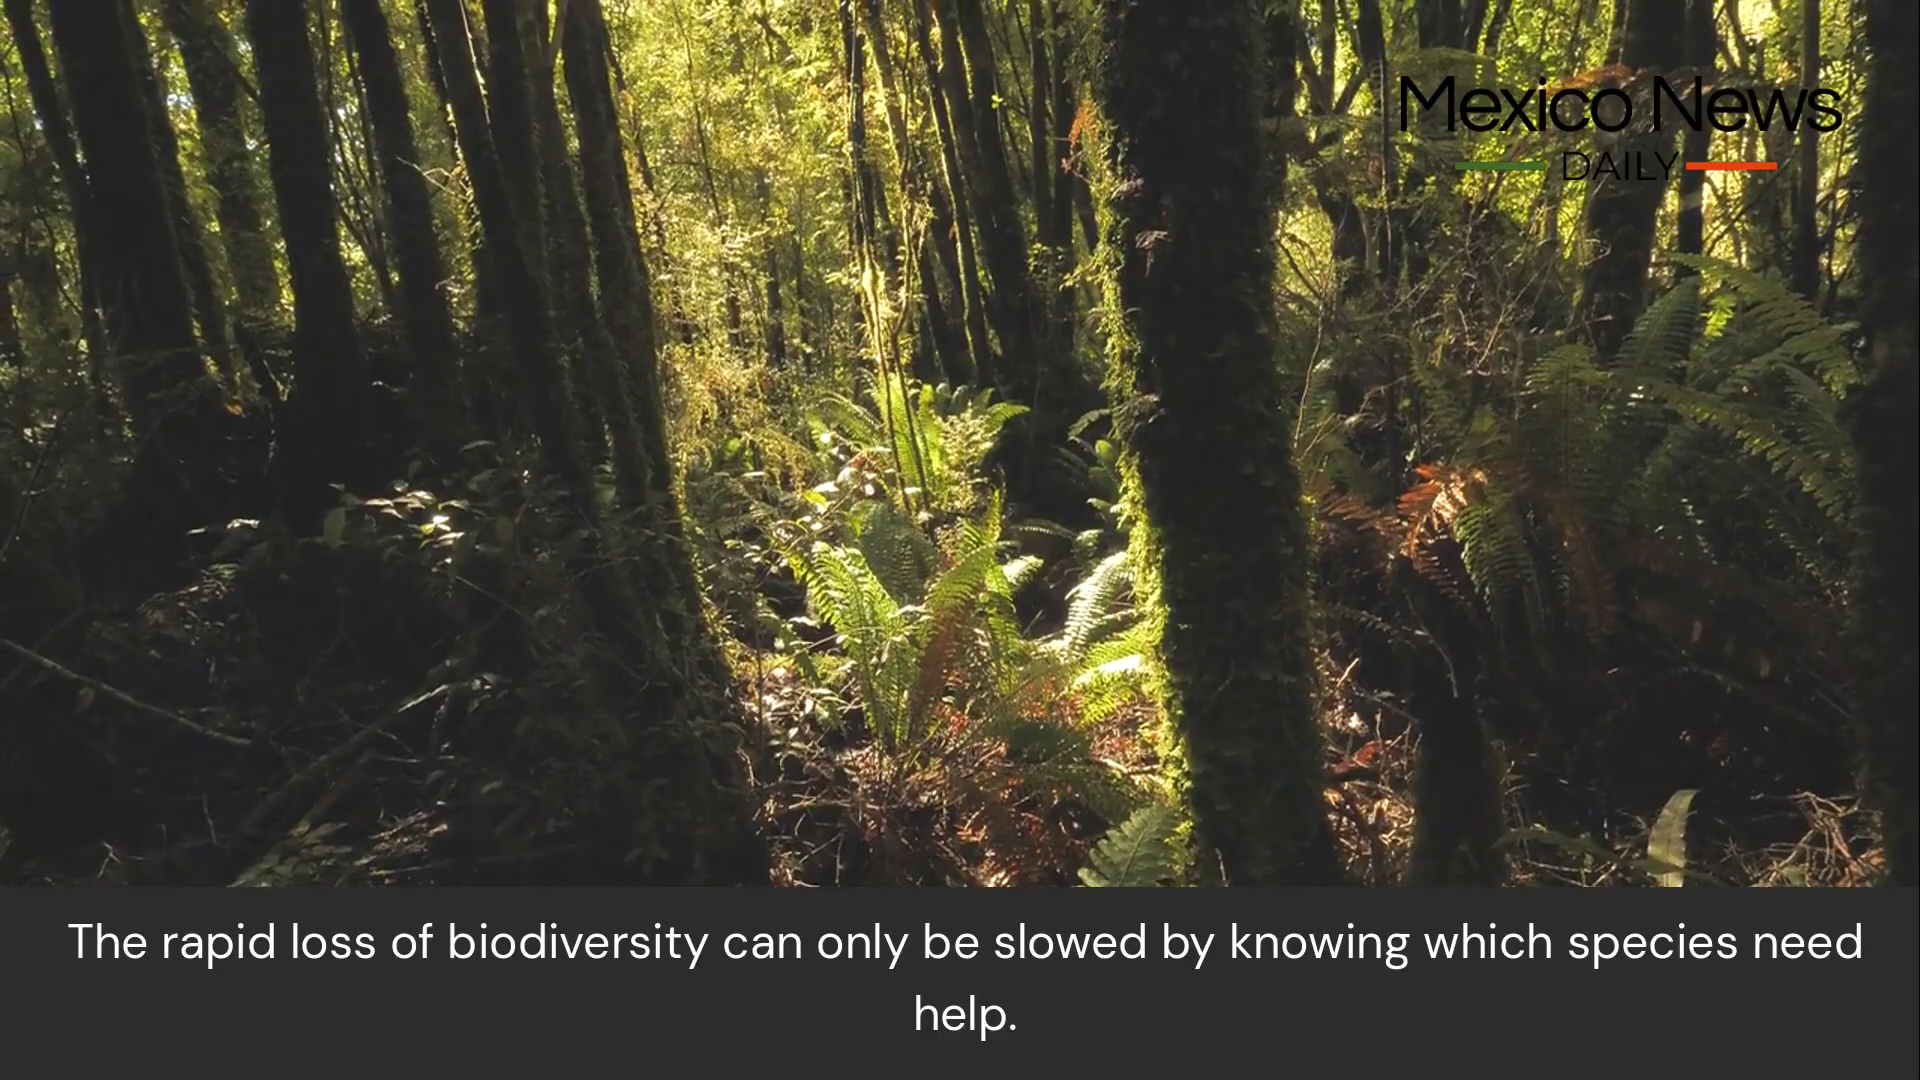 Mexico News
DAILY
The rapid loss of biodiversity can only be slowed by knowing which species need
help.